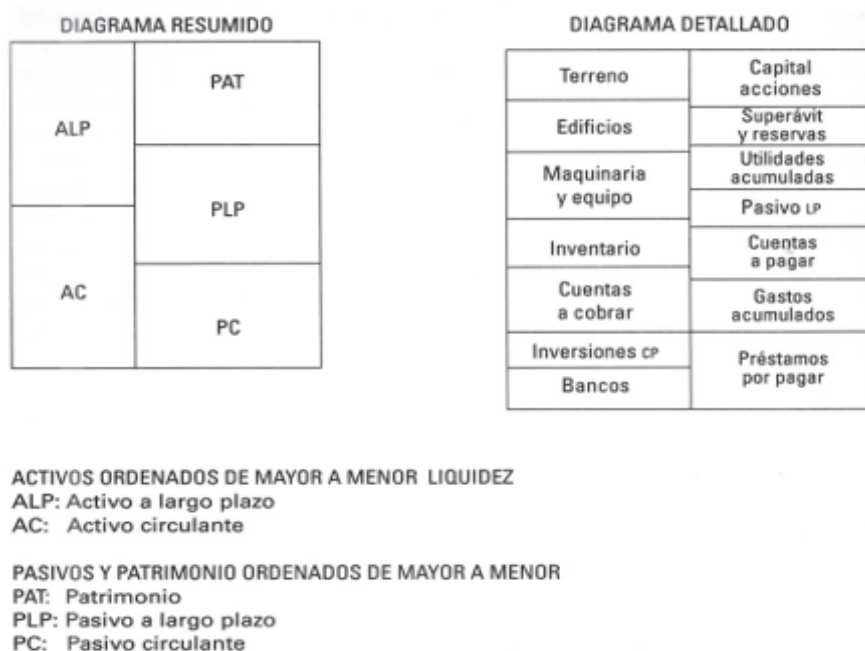 DIAGRAMA RESUMIDO
ALP
AC
PAT
PLP
PC
DIAGRAMA DETALLADO
Terreno
Edificios
Maquinaria
y equipo
Inventario
Cuentas
a cobrar
Inversiones CP
Bancos
Capital
acciones
Superávit
y reservas
Utilidades
acumuladas
Pasivo LP
Cuentas
a pagar
Gastos
acumulados
Préstamos
por pagar
ACTIVOS ORDENADOS DE MAYOR A MENOR LIQUIDEZ
ALP: Activo a largo plazo
AC: Activo circulante
PASIVOS Y PATRIMONIO ORDENADOS DE MAYOR A MENOR
PAT: Patrimonio
PLP: Pasivo a largo plazo
PC: Pasivo circulante